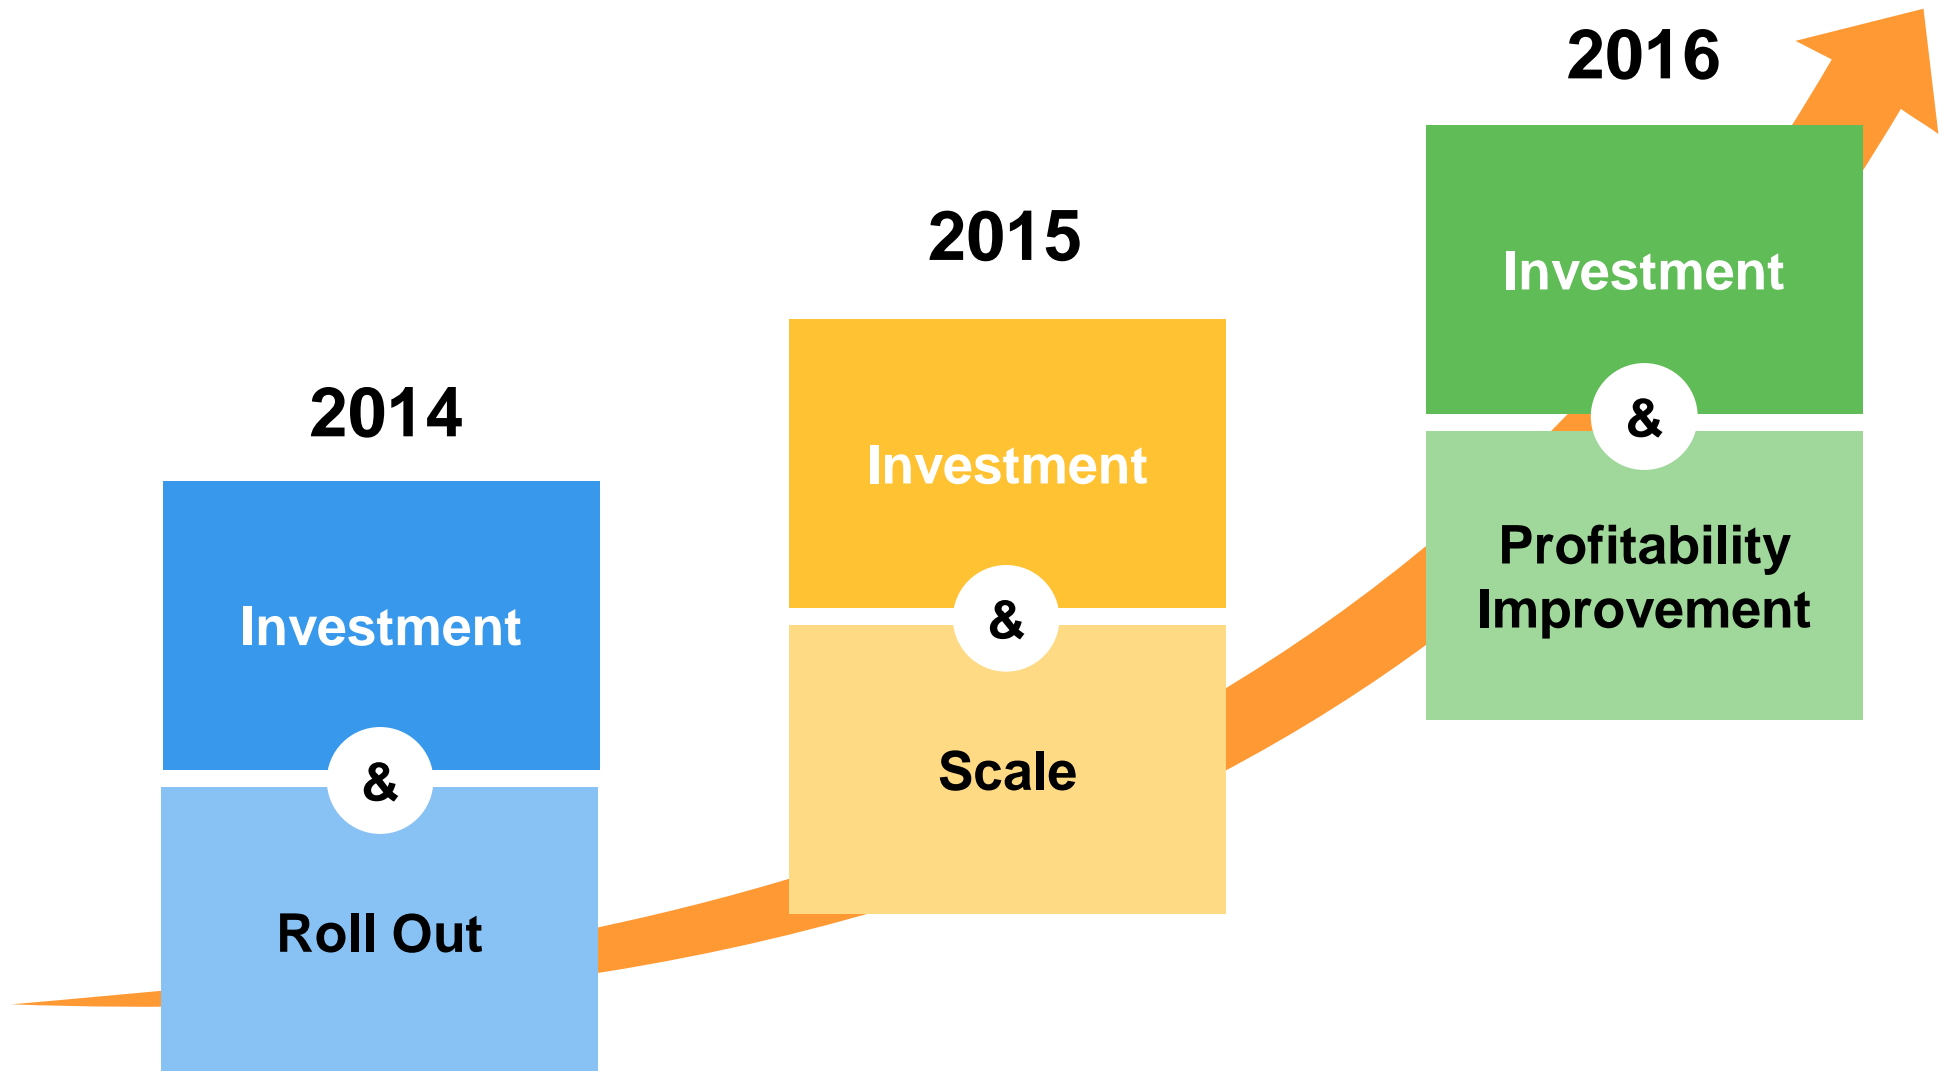 2014
Investment
&
Roll Out
2015
Investment
&
Scale
2016
Investment
&
Profitability
Improvement